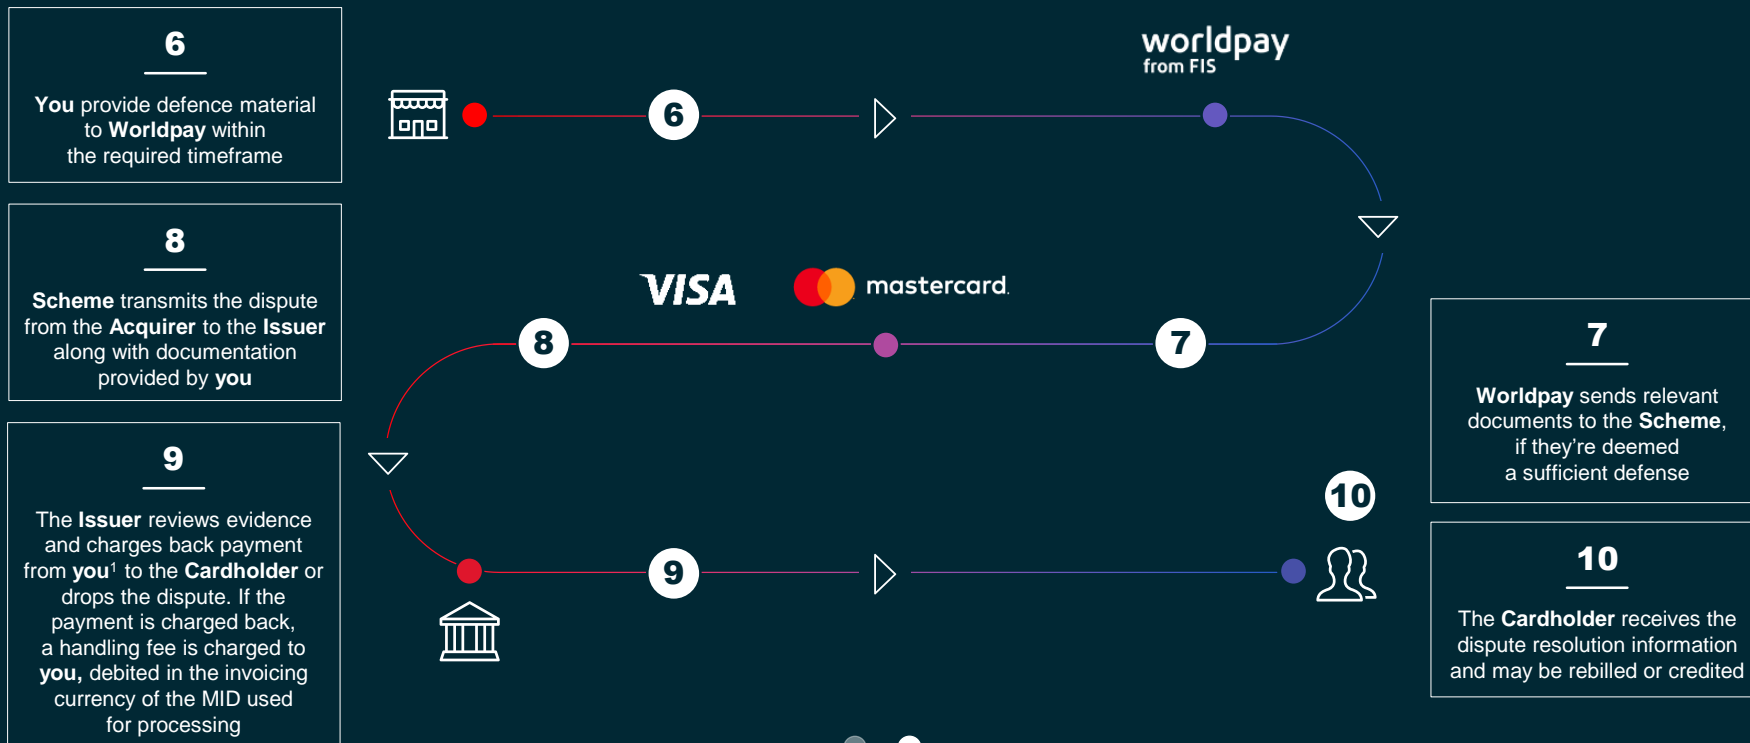 6
You provide defence material
to Worldpay within
the required timeframe
worldpay
from FIS
6
8
Scheme transmits the dispute
from the Acquirer to the Issuer
along with documentation
provided by you
VISA
mastercard.
8
7
7
Worldpay sends relevant
documents to the Scheme,
if they're deemed
a sufficient defense
9
The Issuer reviews evidence
and charges back payment
from you¹ to the Cardholder or
drops the dispute. If the
payment is charged back,
a handling fee is charged to
you, debited in the invoicing
currency of the MID used
for processing
9
10
10
The Cardholder receives the
dispute resolution information
and may be rebilled or credited